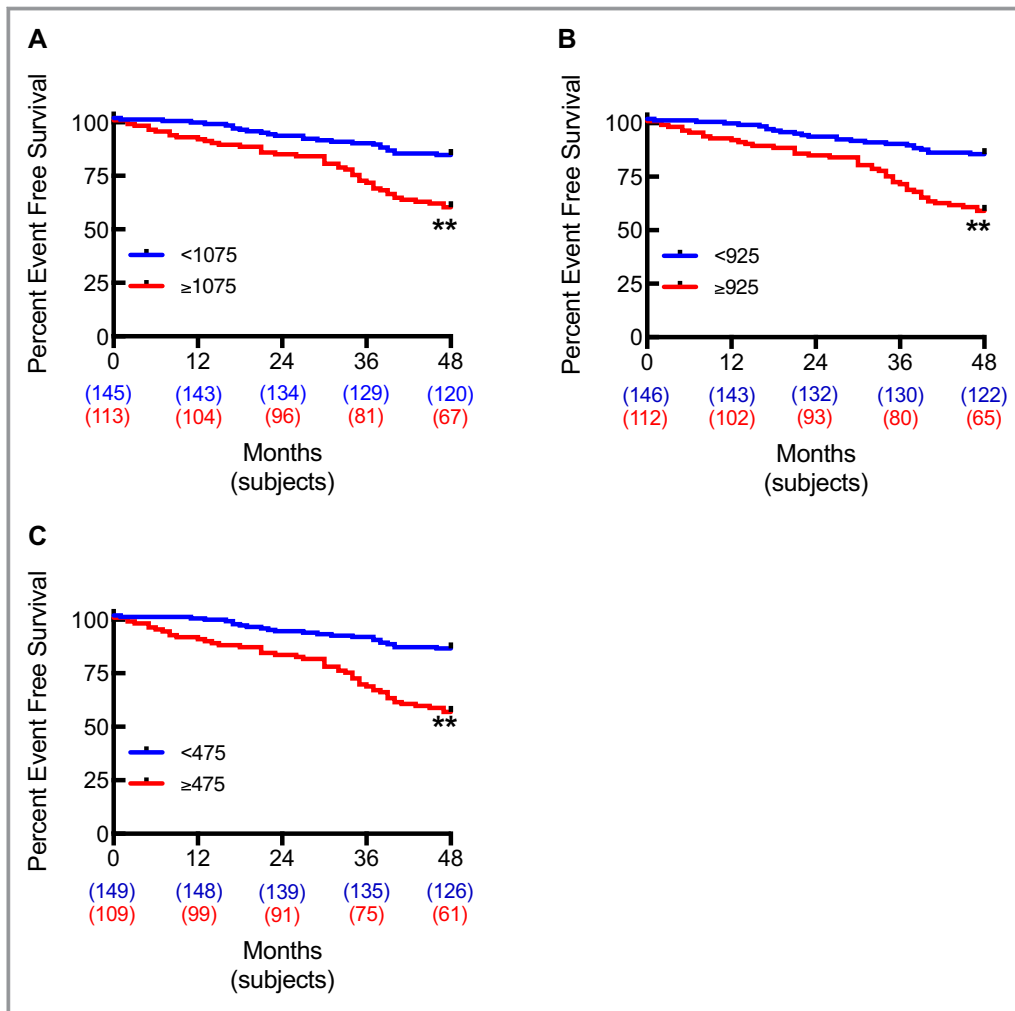 A
Percent Event Free Survival
100
75
50
25
0
<1075
≥1075
**
0 12 24 36 48
(145) (143) (134) (129) (120)
(113) (104) (96) (81) (67)
Months
(subjects)
B
Percent Event Free Survival
100
75
50
25
0
<925
≥925
**
0 12 24 36 48
(146) (143) (132) (130) (122)
(112) (102) (93) (80) (65)
Months
(subjects)
C
Percent Event Free Survival
100
75
50
25
0
<475
≥475
**
0 12 24 36 48
(149) (148) (139) (135) (126)
(109) (99) (91) (75) (61)
Months
(subjects)